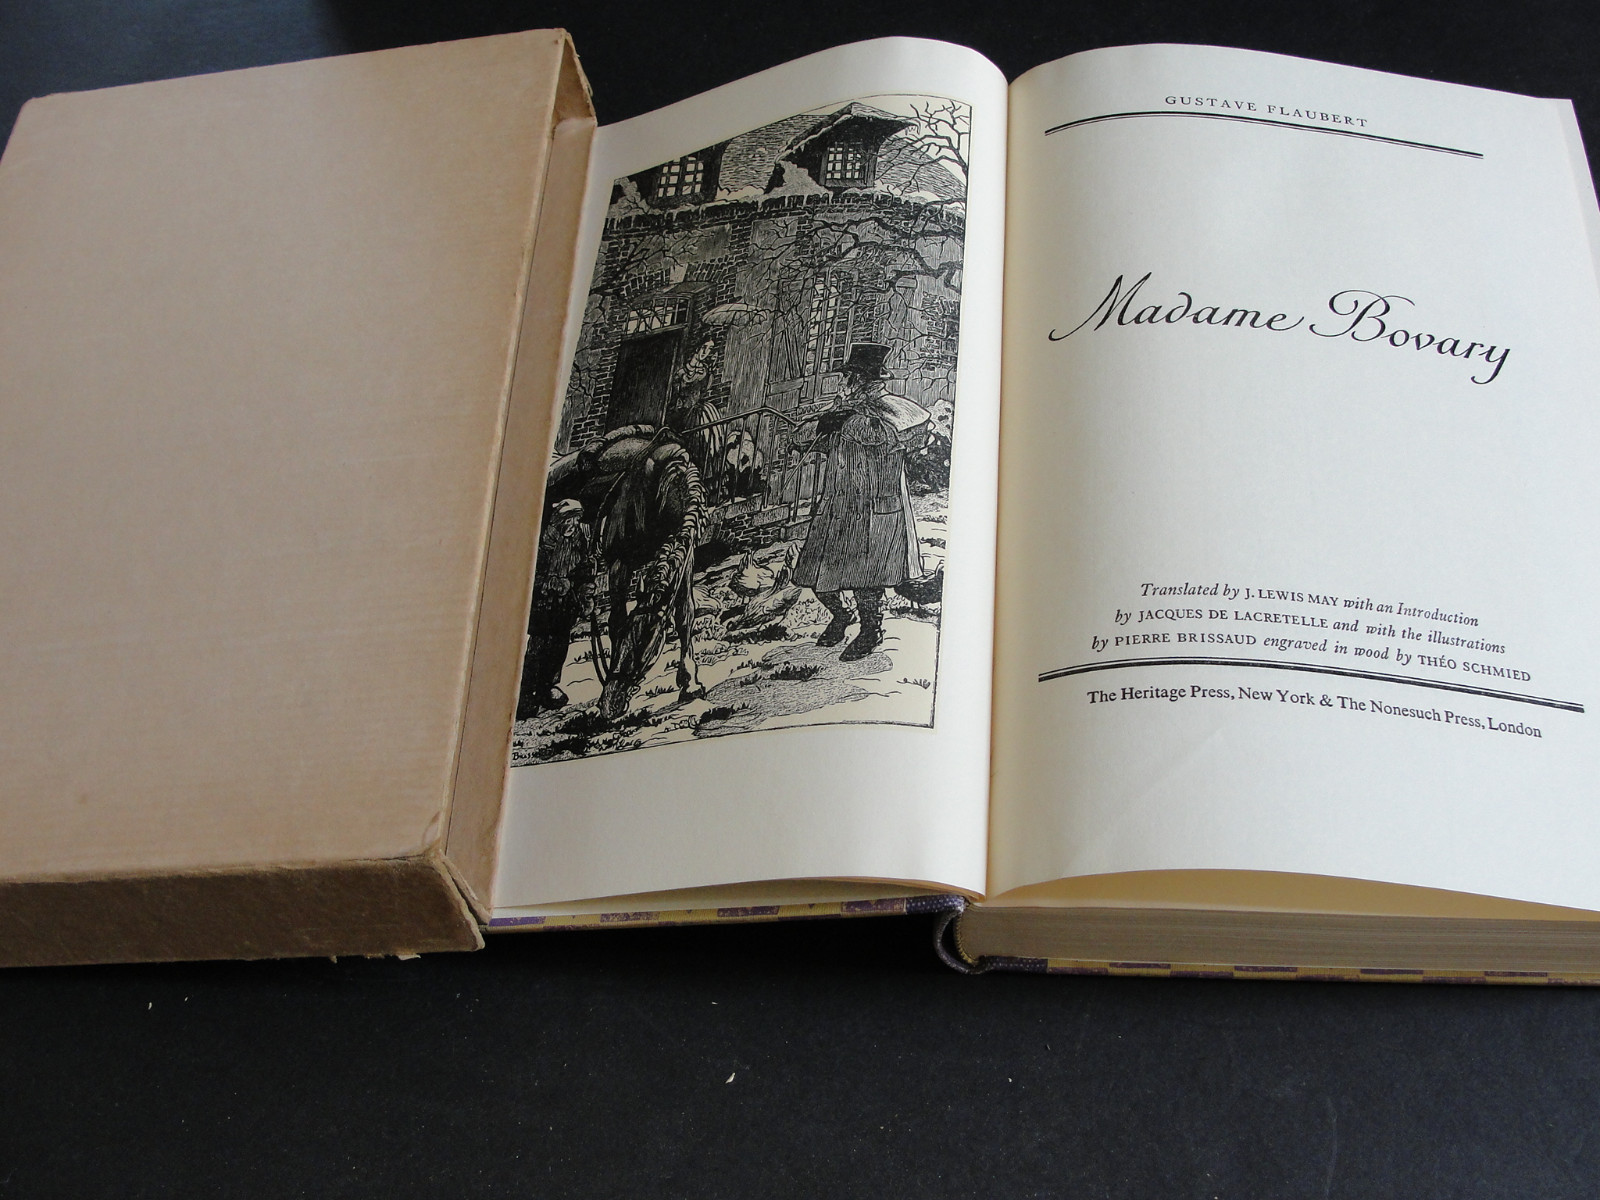 GUSTAVE FLAUBERT
Madame Bovary
Translated by J. LEWIS MAY with an Introduction
by JACQUES DE LACRETELLE and with the illustrations
by PIERRE BRISSAUD engraved in wood by THÉO SCHMIED
The Heritage Press, New York & The Nonesuch Press, London